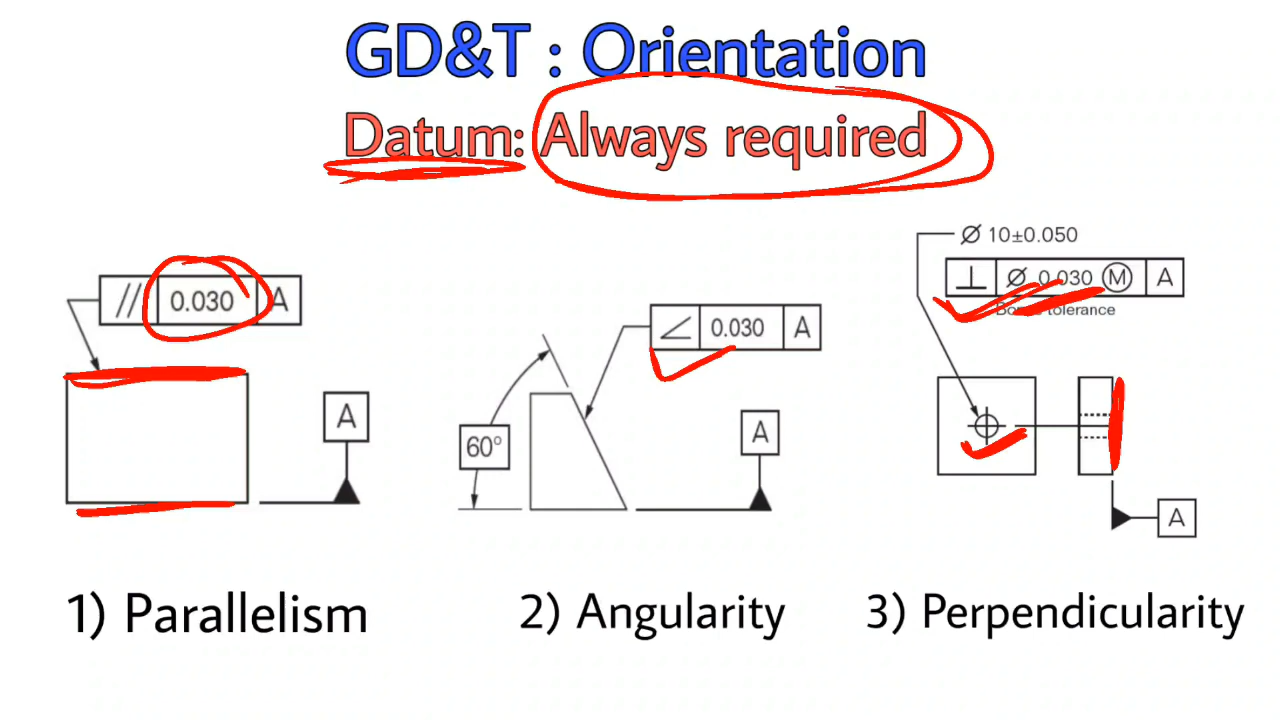 GD&T : Orientation
Datum: Always required
// 0.030 A
A
1) Parallelism
∠ 0.030 A
60°
A
2) Angularity
Ø 10±0.050
⊥ Ø 0.030 Ⓜ A
tolerance
A
3) Perpendicularity